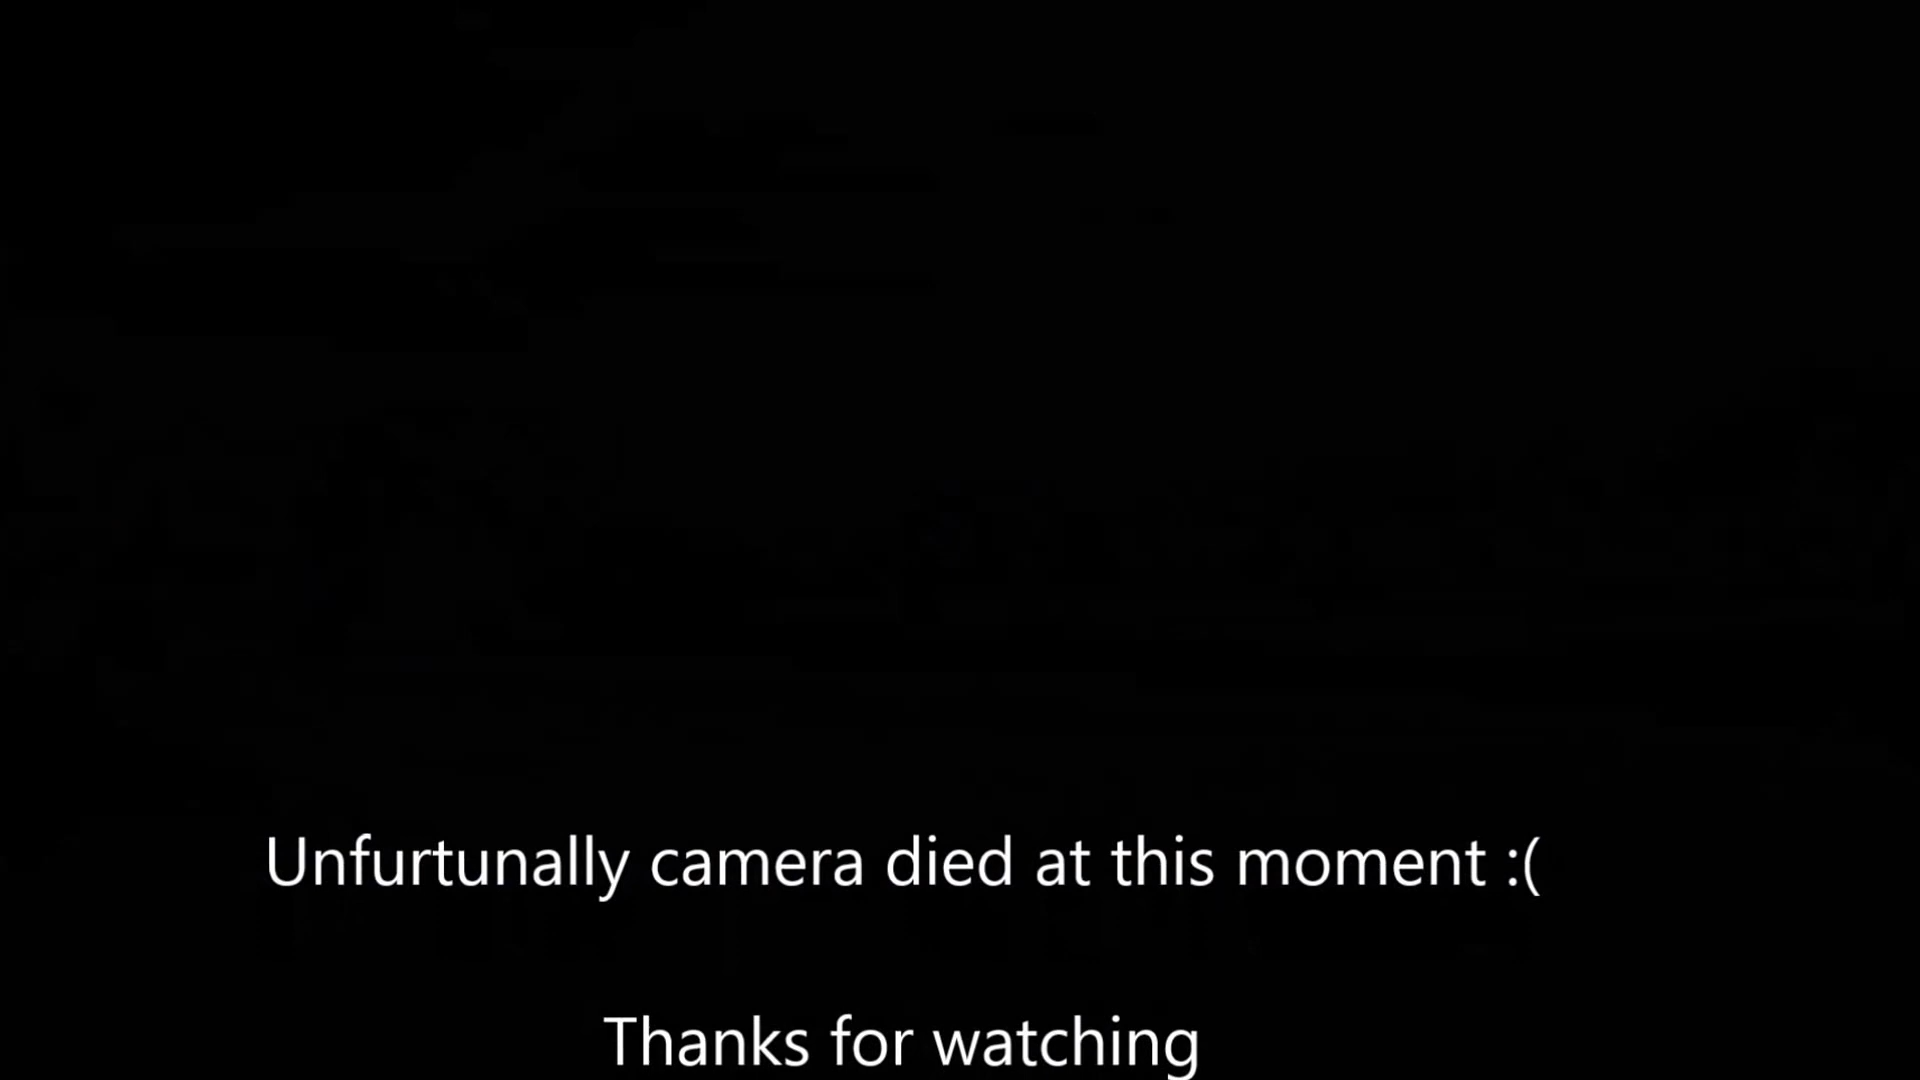 Unfurtunally camera died at this moment :(
Thanks for watching